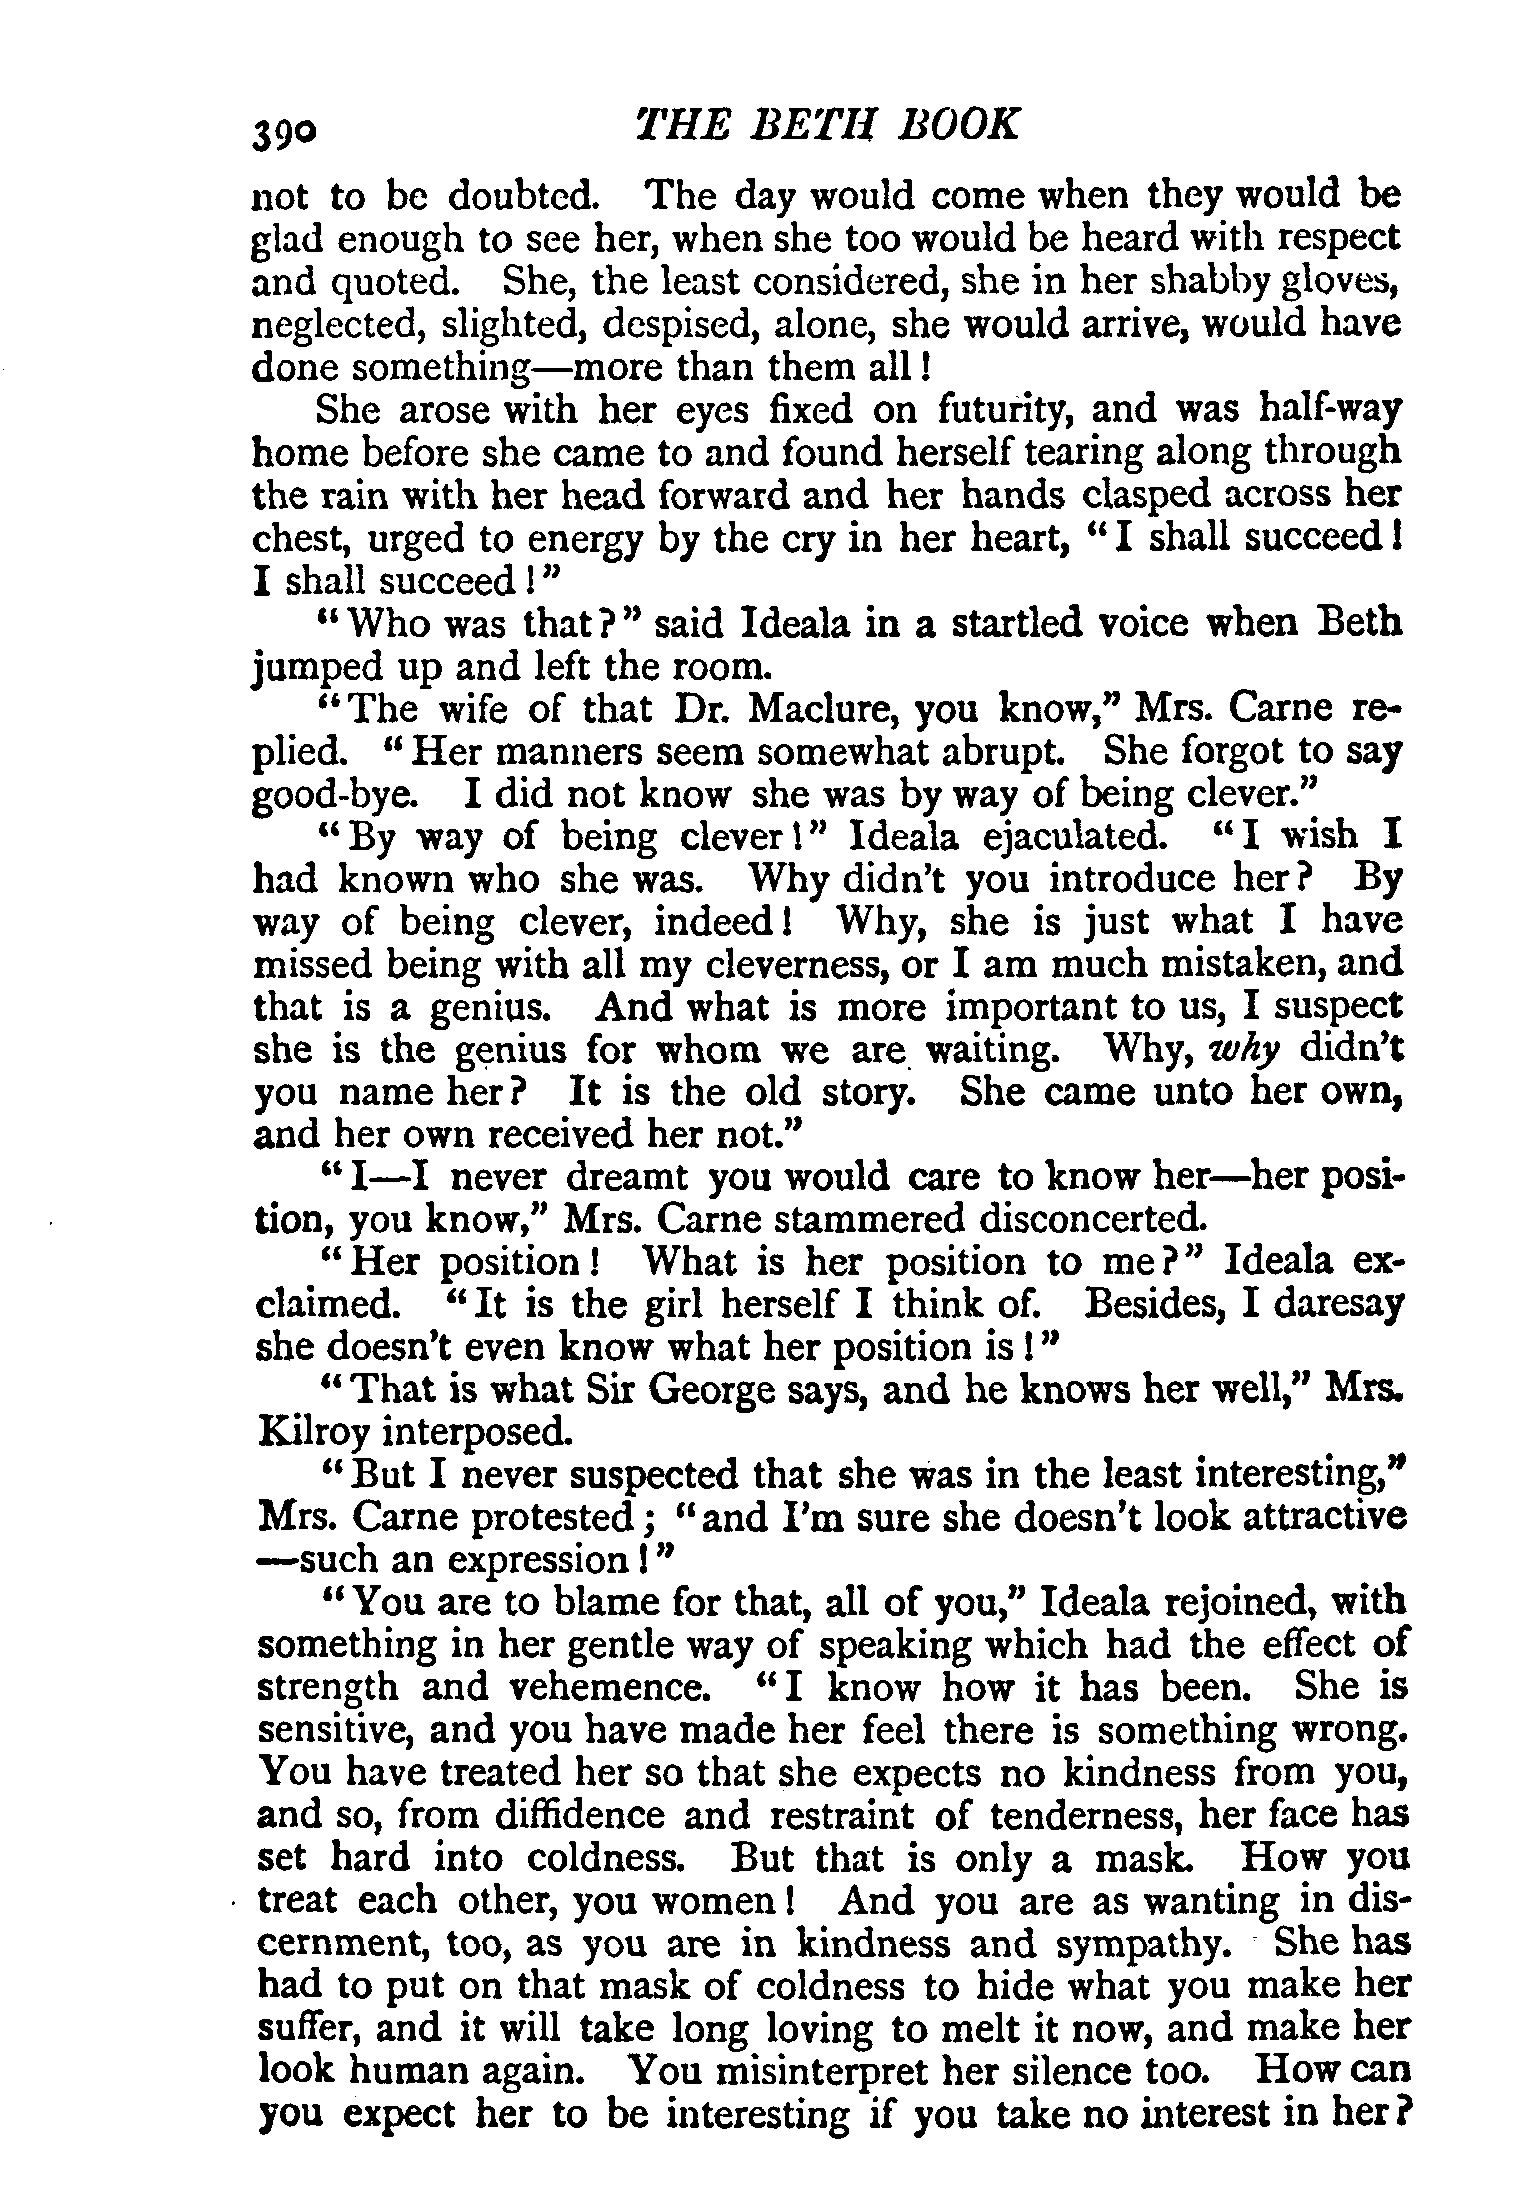 390 THE BETH BOOK
not to be doubted. The day would come when they would be
glad enough to see her, when she too would be heard with respect
and quoted. She, the least considered, she in her shabby gloves,
neglected, slighted, despised, alone, she would arrive, would have
done something—more than them all!
She arose with her eyes fixed on futurity, and was half-way
home before she came to and found herself tearing along through
the rain with her head forward and her hands clasped across her
chest, urged to energy by the cry in her heart, "I shall succeed!
I shall succeed!"
"Who was that?" said Ideala in a startled voice when Beth
jumped up and left the room.
"The wife of that Dr. Maclure, you know," Mrs. Carne re-
plied. "Her manners seem somewhat abrupt. She forgot to say
good-bye. I did not know she was by way of being clever."
"By way of being clever!" Ideala ejaculated. "I wish I
had known who she was. Why didn't you introduce her? By
way of being clever, indeed! Why, she is just what I have
missed being with all my cleverness, or I am much mistaken, and
that is a genius. And what is more important to us, I suspect
she is the genius for whom we are waiting. Why, why didn't
you name her? It is the old story. She came unto her own,
and her own received her not."
"I—I never dreamt you would care to know her—her posi-
tion, you know," Mrs. Carne stammered disconcerted.
"Her position! What is her position to me?" Ideala ex-
claimed. "It is the girl herself I think of. Besides, I daresay
she doesn't even know what her position is!"
"That is what Sir George says, and he knows her well," Mrs.
Kilroy interposed.
"But I never suspected that she was in the least interesting,"
Mrs. Carne protested; "and I'm sure she doesn't look attractive
—such an expression!"
"You are to blame for that, all of you," Ideala rejoined, with
something in her gentle way of speaking which had the effect of
strength and vehemence. "I know how it has been. She is
sensitive, and you have made her feel there is something wrong.
You have treated her so that she expects no kindness from you,
and so, from diffidence and restraint of tenderness, her face has
set hard into coldness. But that is only a mask. How you
treat each other, you women! And you are as wanting in dis-
cernment, too, as you are in kindness and sympathy. She has
had to put on that mask of coldness to hide what you make her
suffer, and it will take long loving to melt it now, and make her
look human again. You misinterpret her silence too. How can
you expect her to be interesting if you take no interest in her?